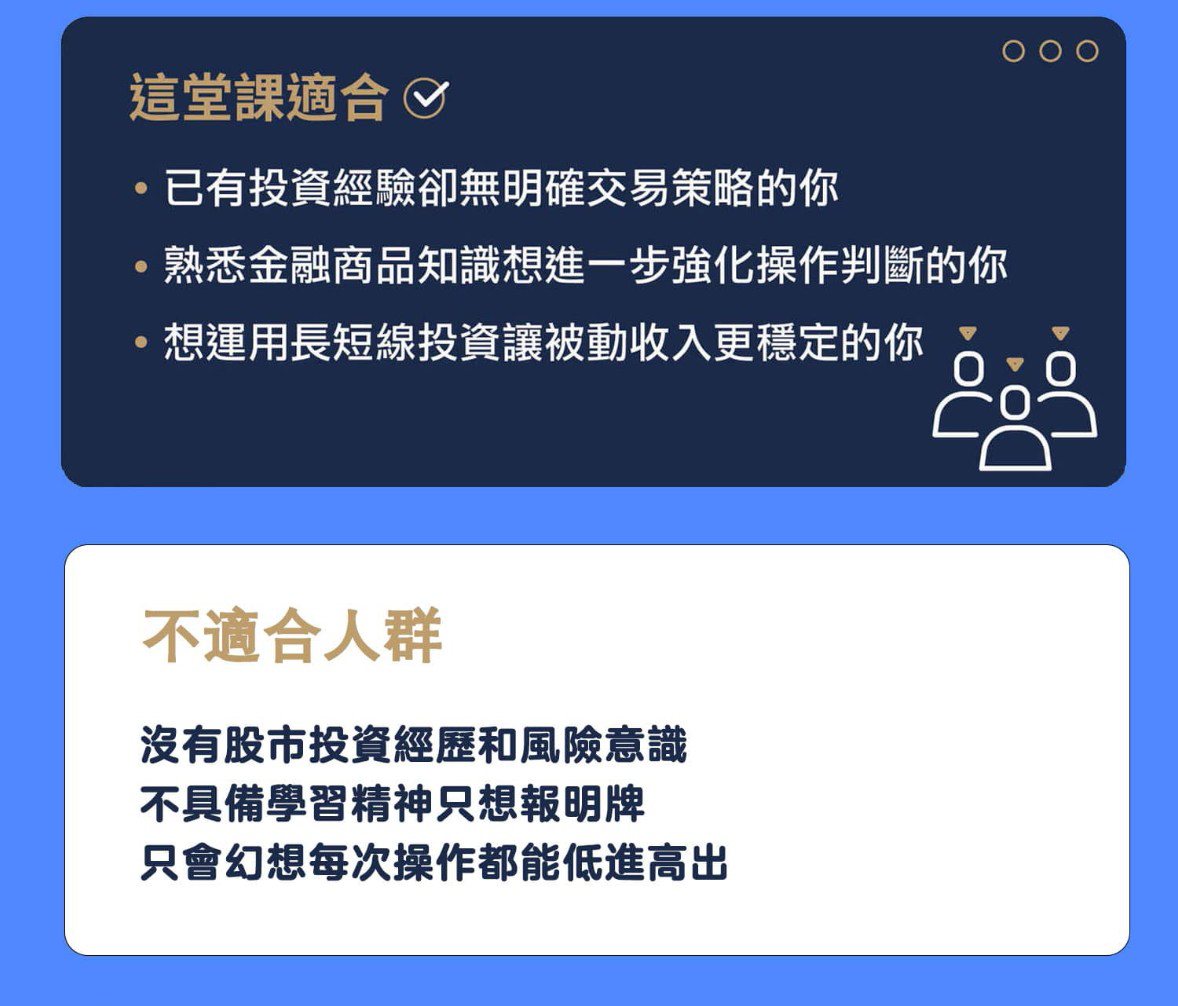 這堂課適合
• 已有投資經驗卻無明確交易策略的你
• 熟悉金融商品知識想進一步強化操作判斷的你
• 想運用長短線投資讓被動收入更穩定的你
不適合人群
沒有股市投資經歷和風險意識
不具備學習精神只想報明牌
只會幻想每次操作都能低進高出